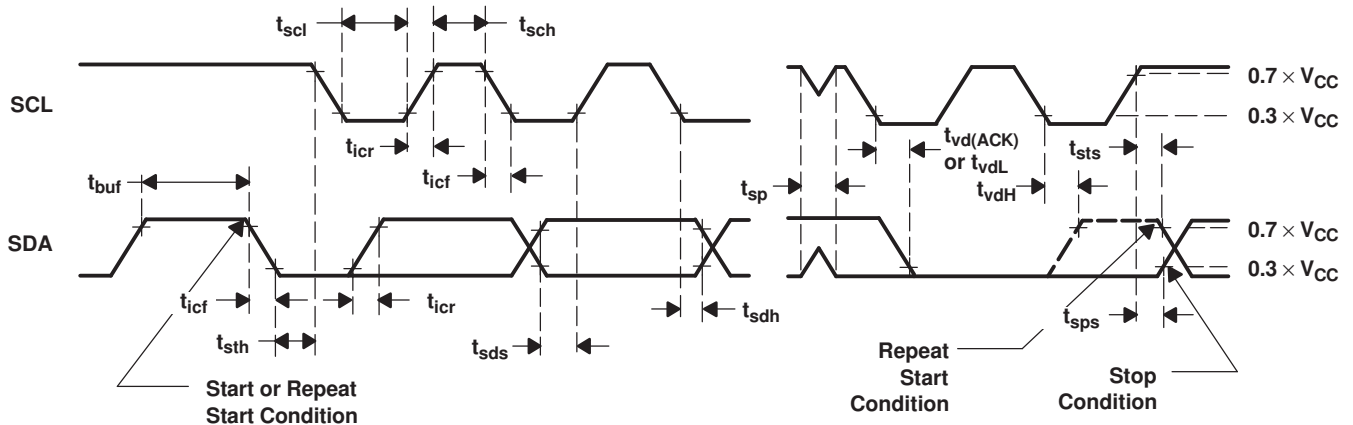 tscl
tsch
SCL
0.7 × VCC
0.3 × VCC
ticr
ticf
tvd(ACK)
or tvdL
tsts
tbuf
tsp
tvdH
SDA
0.7 × VCC
0.3 × VCC
ticf
ticr
tsdh
tsps
tsth
tsds
Start or Repeat
Start Condition
Repeat
Start
Condition
Stop
Condition